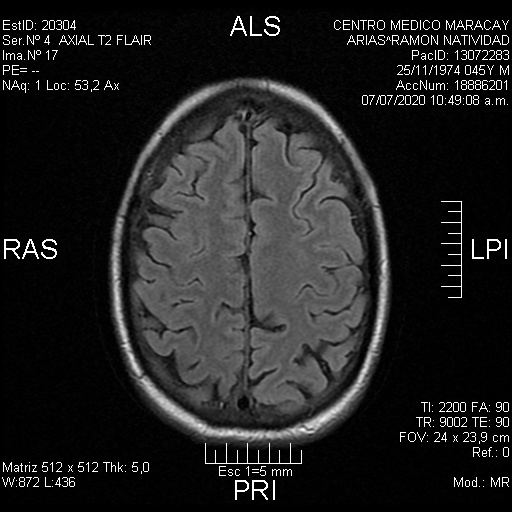 ALS
EstID: 20304
Ser.Nº 4 AXIAL T2 FLAIR
Ima.Nº 17
PE= --
NAq: 1 Loc: 53,2 Ax
CENTRO MEDICO MARACAY
ARIAS^RAMON NATIVIDAD
PacID: 13072283
25/11/1974 045Y M
AccNum: 18886201
07/07/2020 10:49:08 a.m.
RAS
LPI
TI: 2200 FA: 90
TR: 9002 TE: 90
FOV: 24 x 23,9 cm
Ref.: 0
Matriz 512 x 512 Thk: 5,0
W:872 L:436
Esc 1=5 mm
PRI
Mod.: MR